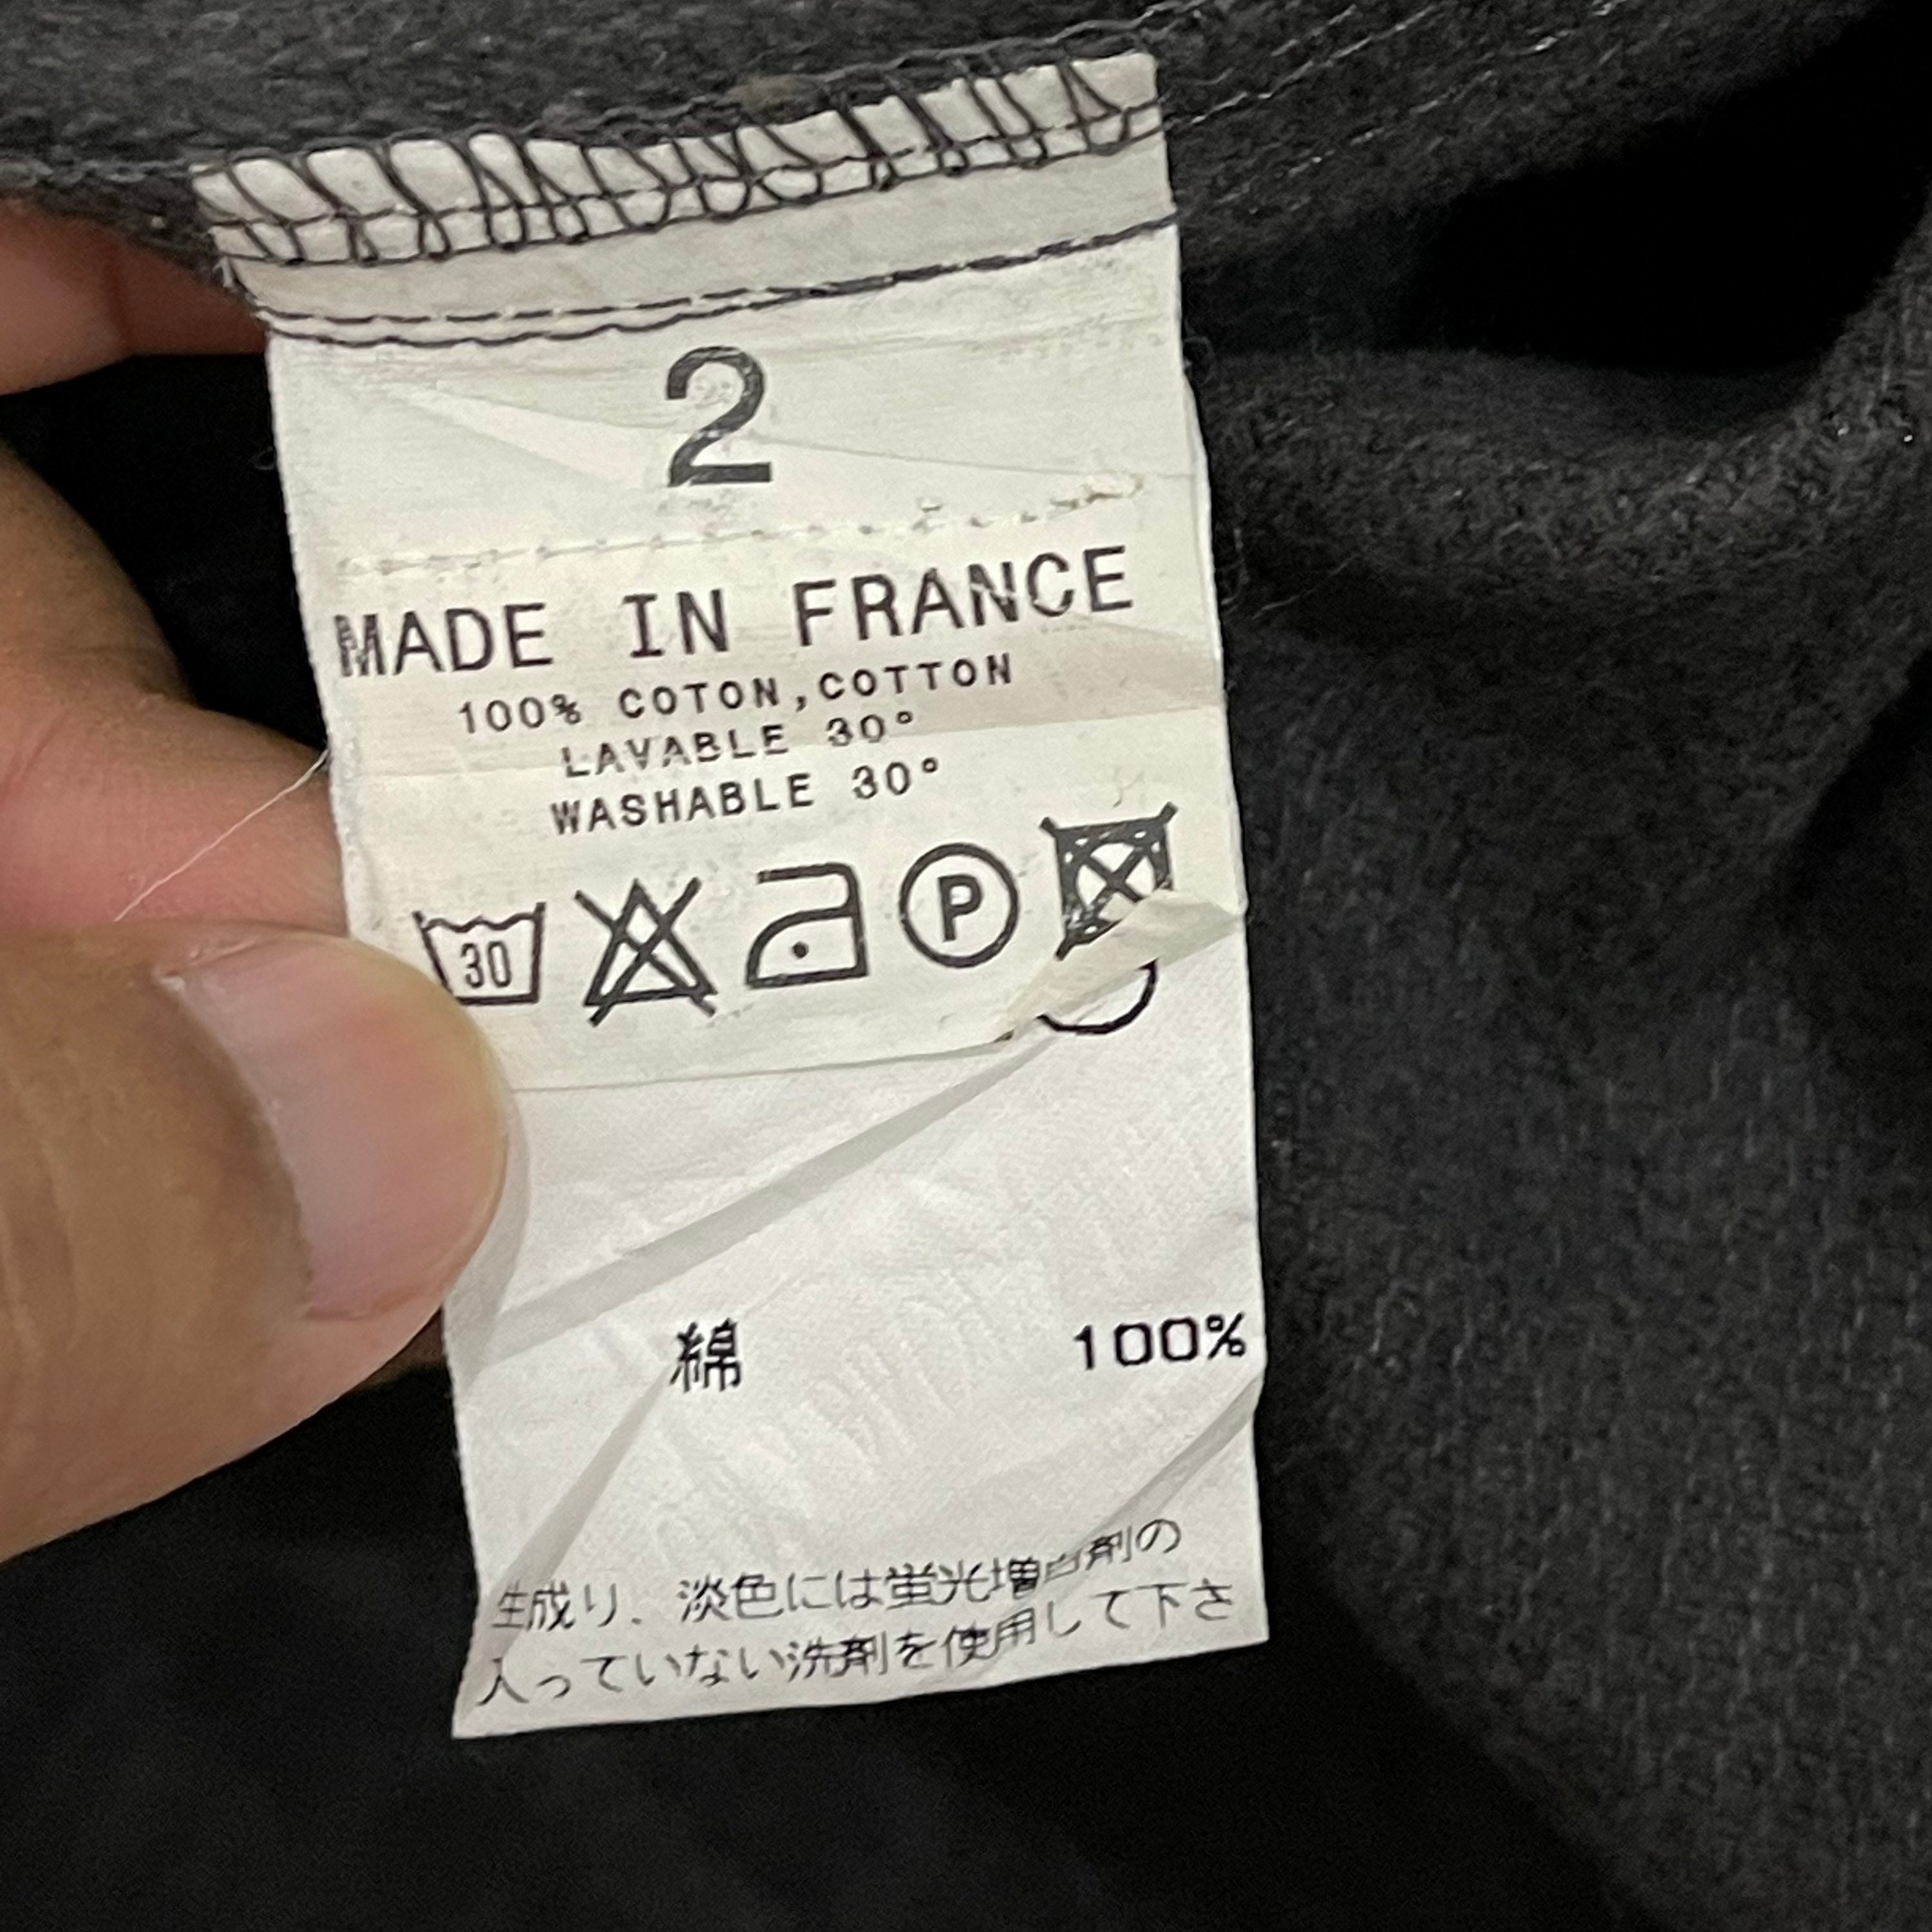 2
MADE IN FRANCE
100% COTON,COTTON
LAVABLE 30°
WASHABLE 30°
30 P
綿 100%
生成り、淡色には蛍光増白剤の
入っていない洗剤を使用して下さ